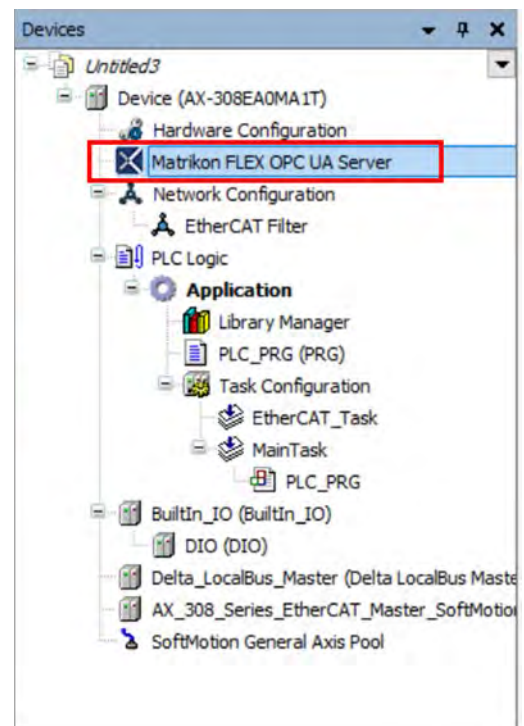 Devices
Untitled3
Device (AX-308EA0MA1T)
Hardware Configuration
Matrikon FLEX OPC UA Server
Network Configuration
EtherCAT Filter
PLC Logic
Application
Library Manager
PLC_PRG (PRG)
Task Configuration
EtherCAT_Task
MainTask
PLC_PRG
BuiltIn_IO (BuiltIn_IO)
DIO (DIO)
Delta_LocalBus_Master (Delta LocalBus Maste
AX_308_Series_EtherCAT_Master_SoftMotion
SoftMotion General Axis Pool